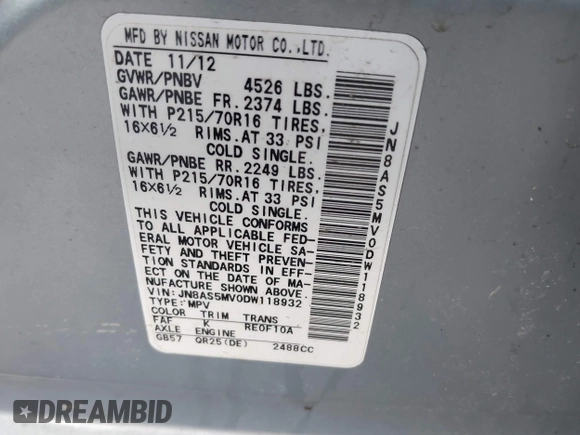 MFD BY NISSAN MOTOR CO.,LTD.
DATE 11/12
GVWR/PNBV 4526 LBS.
GAWR/PNBE FR. 2374 LBS.
WITH P215/70R16 TIRES,
16X6½ RIMS. AT 33 PSI
COLD SINGLE.
GAWR/PNBE RR. 2249 LBS.
WITH P215/70R16 TIRES,
16X6½ RIMS. AT 33 PSI
COLD SINGLE.
THIS VEHICLE CONFORMS
TO ALL APPLICABLE FED-
ERAL MOTOR VEHICLE SA-
FETY AND THEFT PREVEN-
TION STANDARDS IN EFF-
ECT ON THE DATE OF MA-
NUFACTURE SHOWN ABOVE.
VIN: JN8AS5MV0DW118932
TYPE: MPV
COLOR TRIM TRANS
FAF K RE0F10A
AXLE ENGINE
GB57 QR25(DE) 2488CC
JN8AS5MV0DW118932
DREAMBID